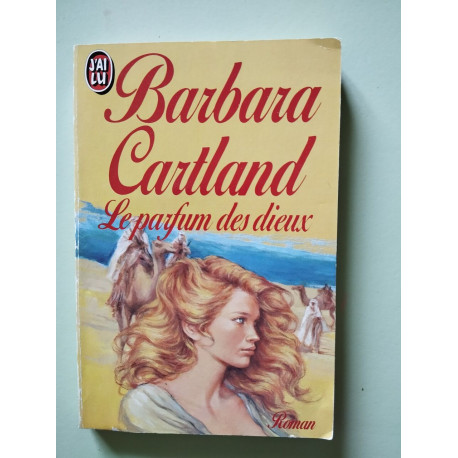 J'AI
LU
Barbara
Cartland
Le parfum des dieux
Roman